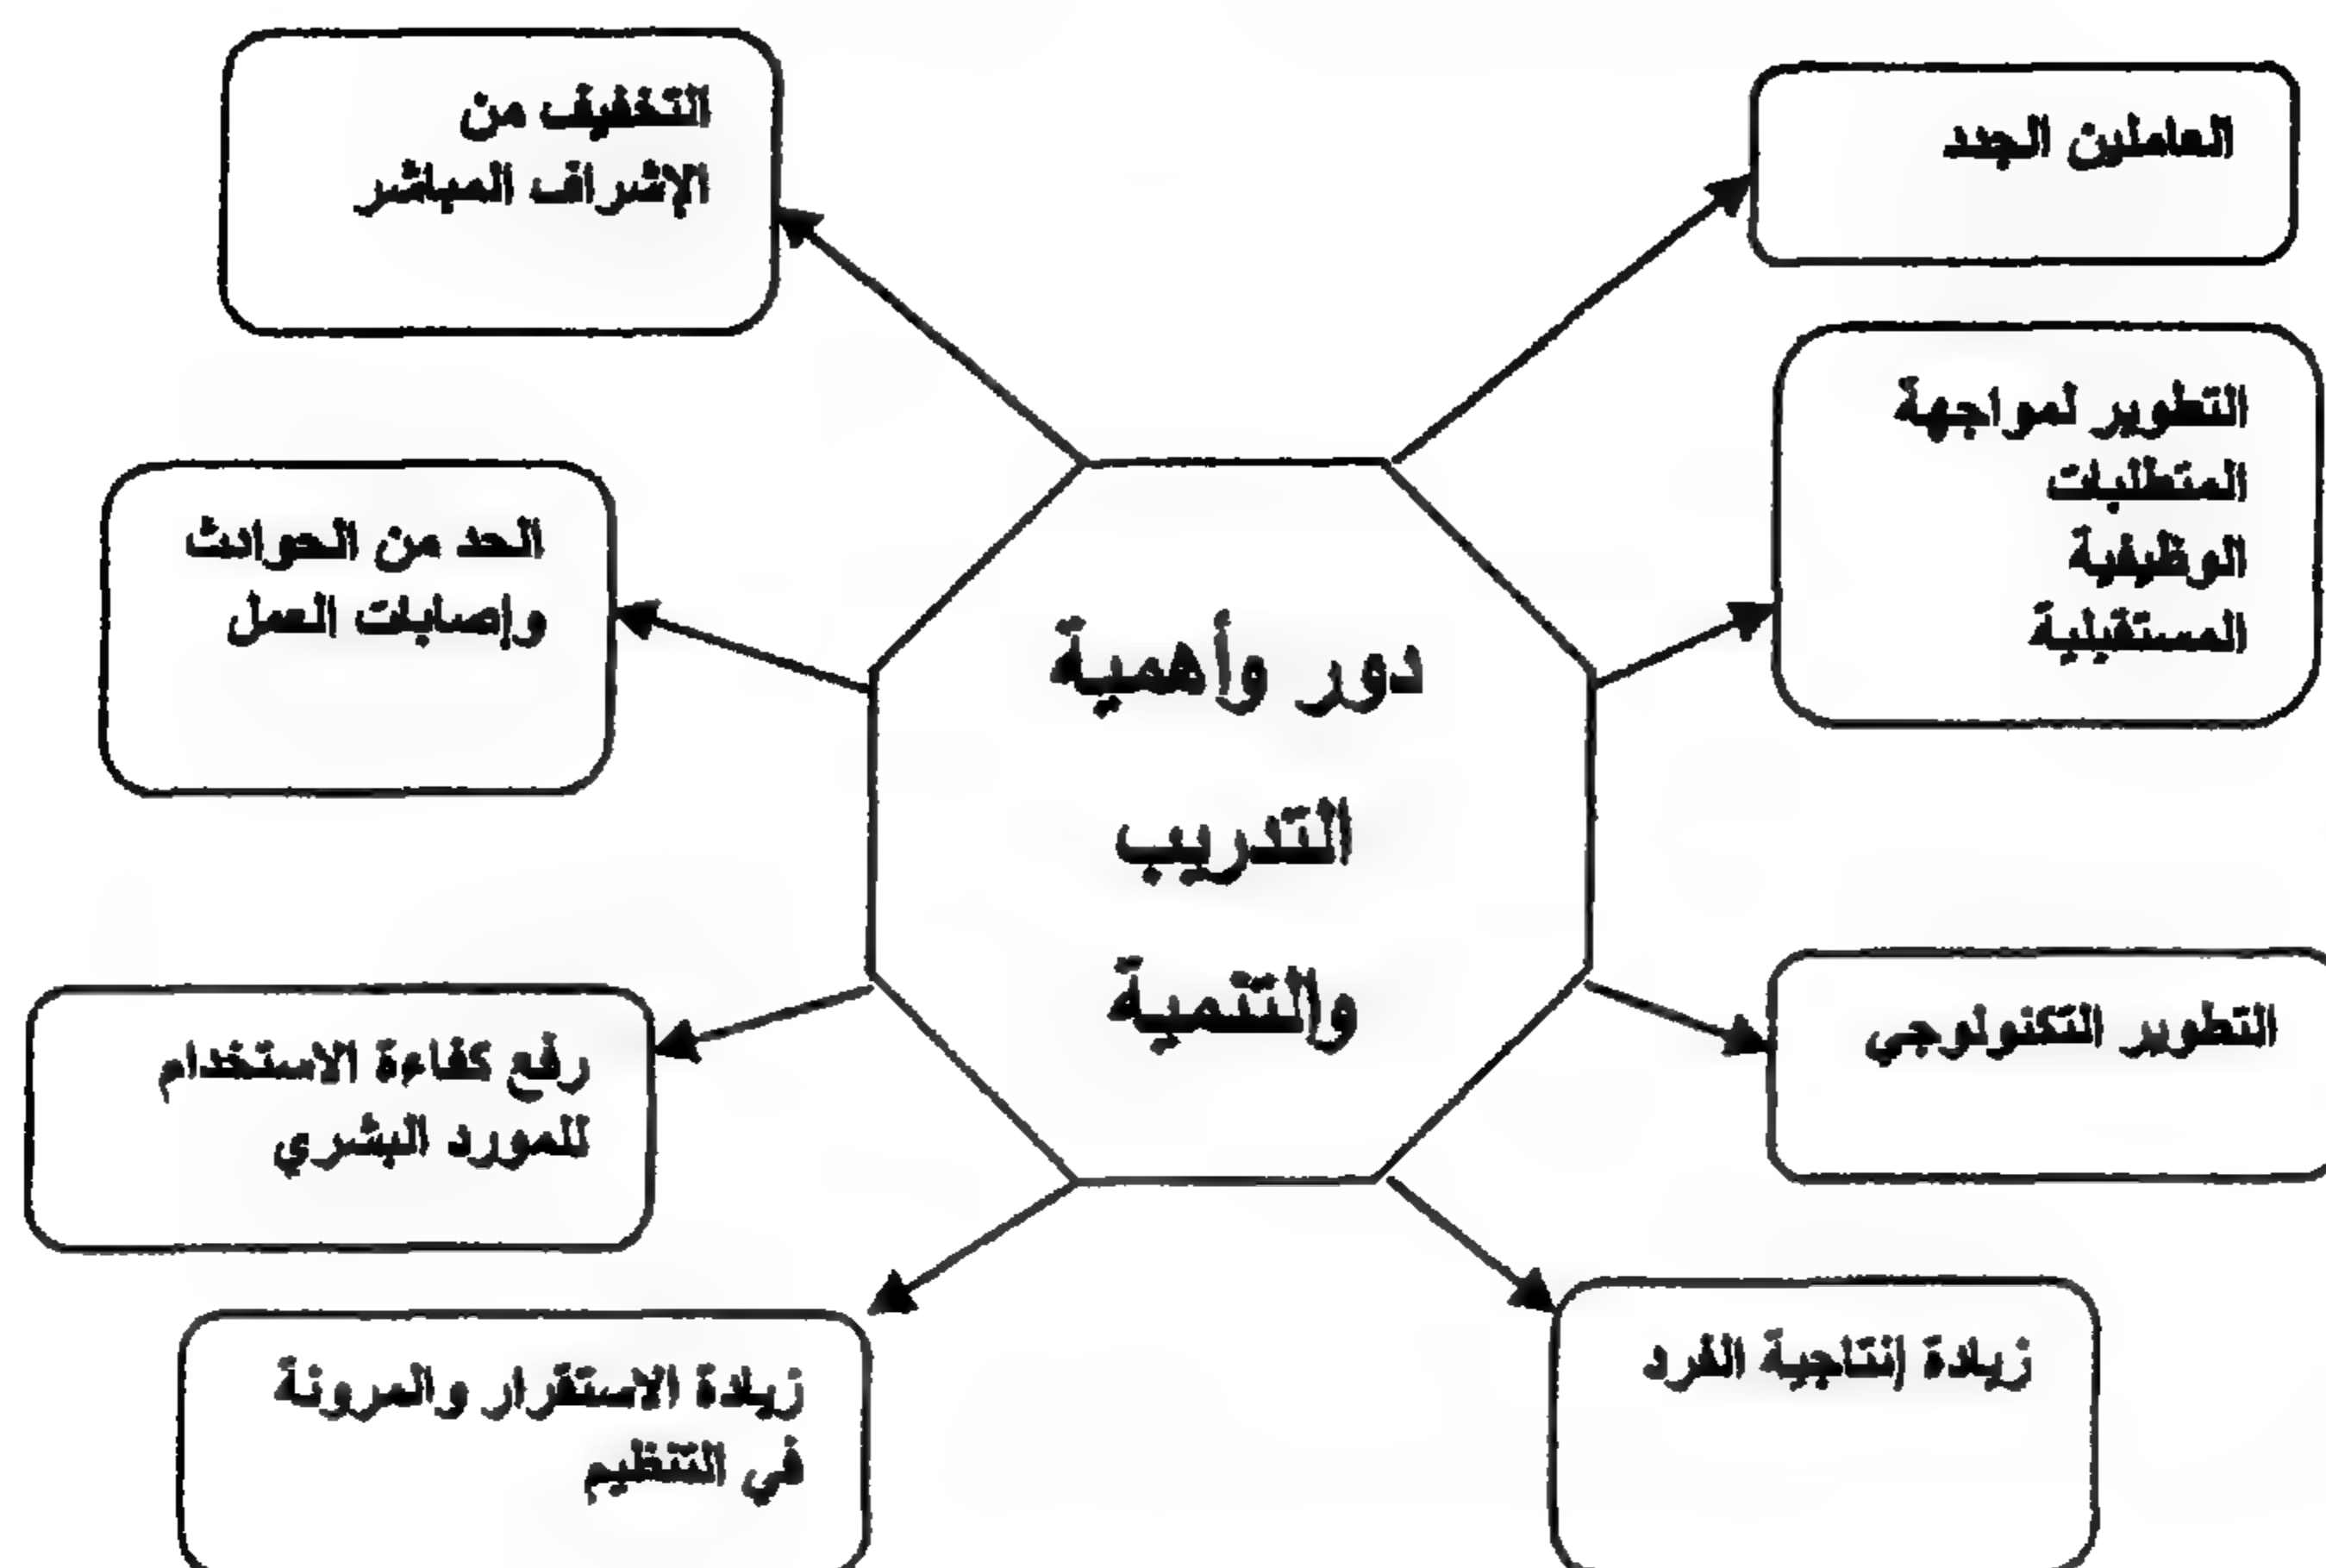 العاملين الجدد
التطوير لمواجهة
المتطلبات
الوظيفية
المستقبلية
التطوير التكنولوجي
زيادة إنتاجية الفرد
دور وأهمية
التدريب
والتنمية
التخفيف من
الإشراف المباشر
الحد من الحوادث
وإصابات العمل
رفع كفاءة الاستخدام
للمورد البشري
زيادة الاستقرار والمرونة
في التنظيم